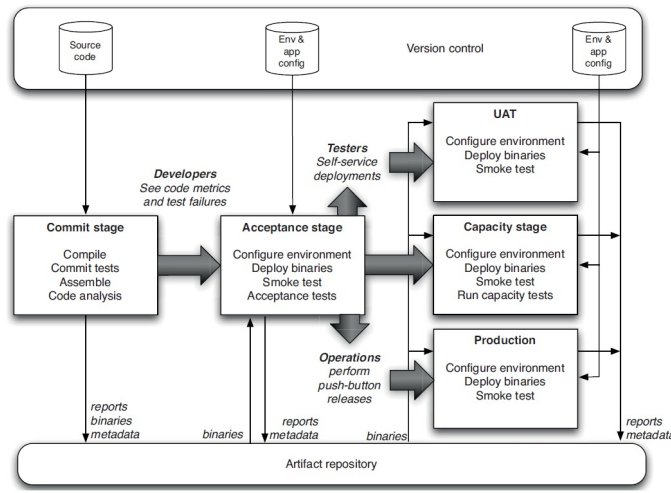 Source
code
Env &
app
config
Version control
Env &
app
config
Developers
See code metrics
and test failures
Testers
Self-service
deployments
UAT
Configure environment
Deploy binaries
Smoke test
Commit stage
Compile
Commit tests
Assemble
Code analysis
Acceptance stage
Configure environment
Deploy binaries
Smoke test
Acceptance tests
Capacity stage
Configure environment
Deploy binaries
Smoke test
Run capacity tests
Operations
perform
push-button
releases
Production
Configure environment
Deploy binaries
Smoke test
reports
binaries
metadata
binaries
reports
metadata
binaries
reports
metadata
Artifact repository